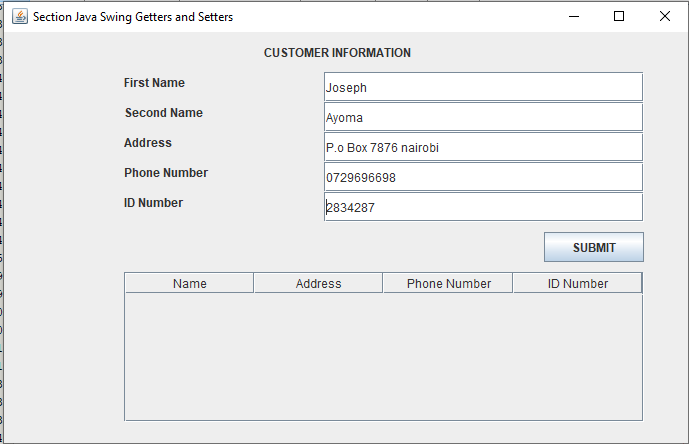 Section Java Swing Getters and Setters
CUSTOMER INFORMATION
First Name Joseph
Second Name Ayoma
Address P.o Box 7876 nairobi
Phone Number 0729696698
ID Number 2834287
SUBMIT
Name Address Phone Number ID Number